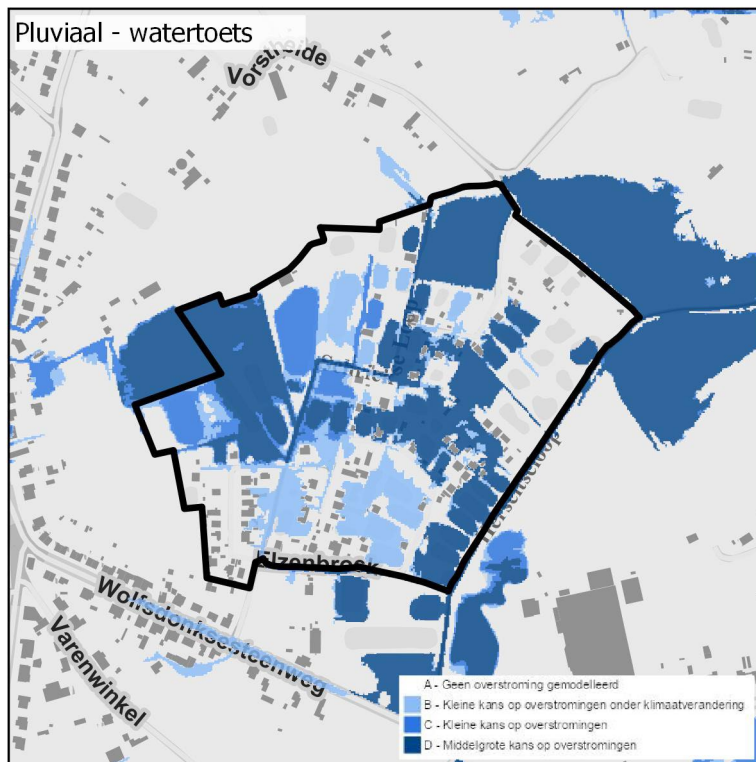 Pluviaal - watertoets
Vorstheide
Elzenbroek
Wolfsdonksesteenweg
Varenwinkel
A - Geen overstroming gemodelleerd
B - Kleine kans op overstromingen onder klimaatverandering
C - Kleine kans op overstromingen
D - Middelgrote kans op overstromingen